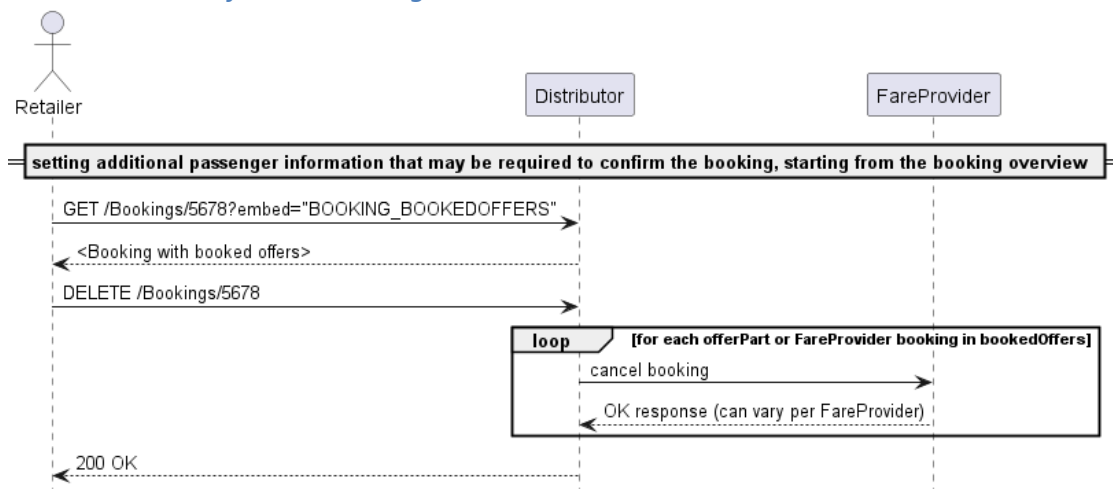 Retailer
Distributor
FareProvider
setting additional passenger information that may be required to confirm the booking, starting from the booking overview
GET /Bookings/5678?embed="BOOKING_BOOKEDOFFERS"
<Booking with booked offers>
DELETE /Bookings/5678
loop
[for each offerPart or FareProvider booking in bookedOffers]
cancel booking
OK response (can vary per FareProvider)
200 OK